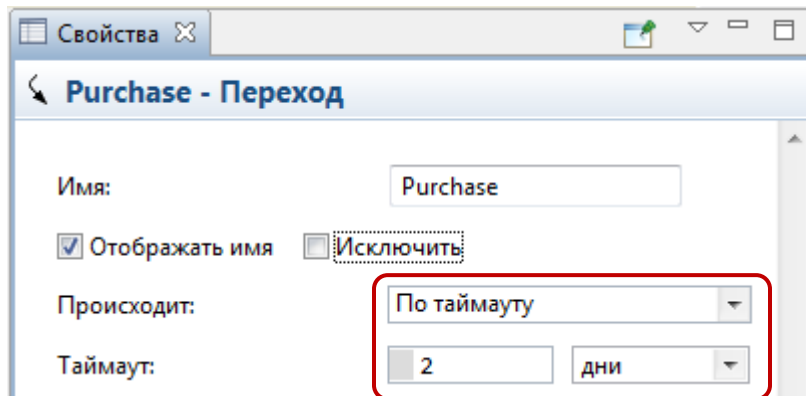 Свойства
Purchase - Переход
Имя: Purchase
Отображать имя Исключить
Происходит: По таймауту
Таймаут: 2 дни